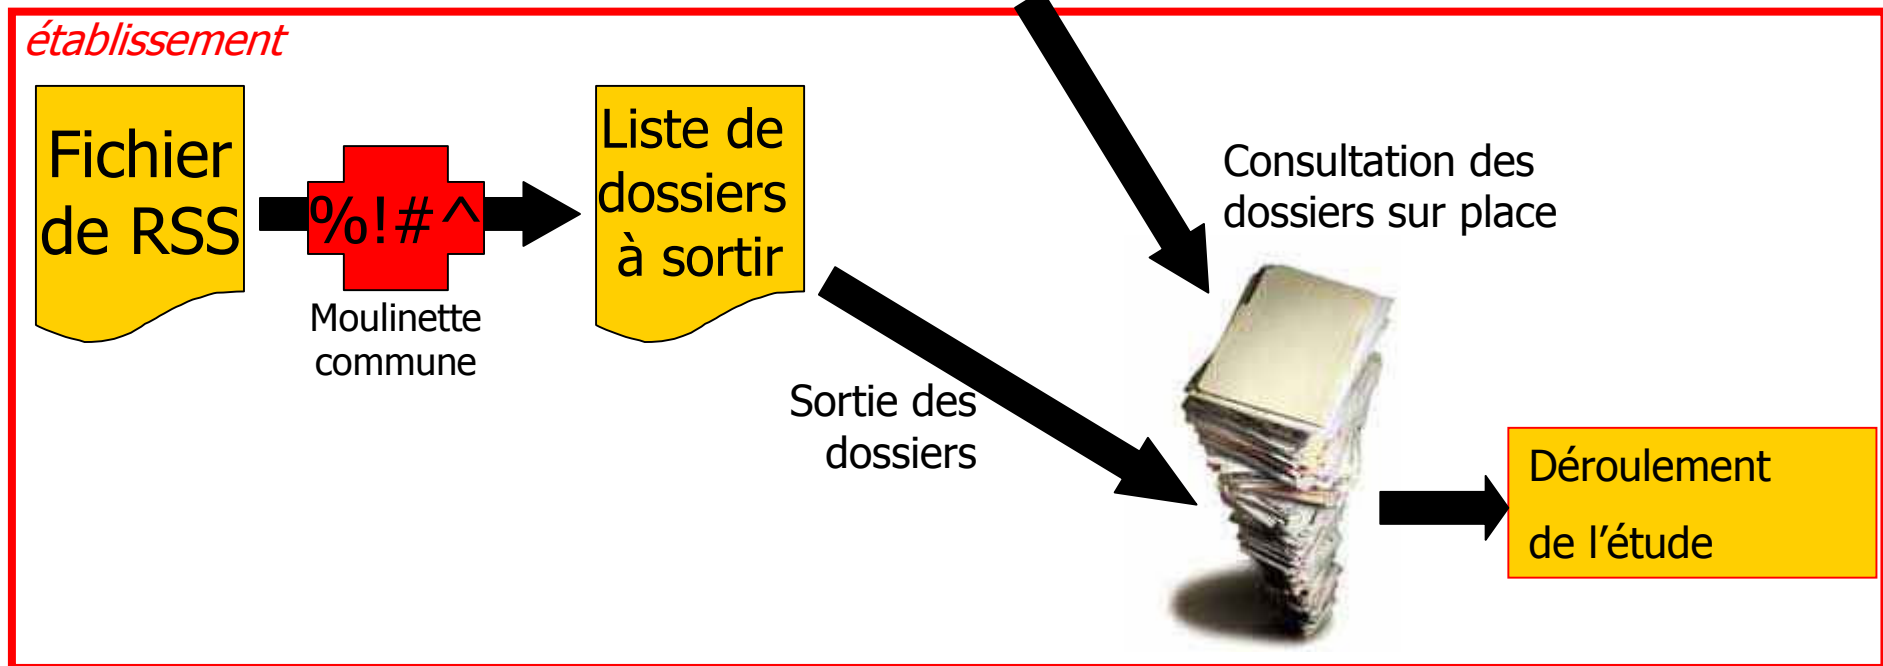 établissement
Fichier
de RSS
%!#^
Moulinette
commune
Liste de
dossiers
à sortir
Sortie des
dossiers
Consultation des
dossiers sur place
Déroulement
de l’étude